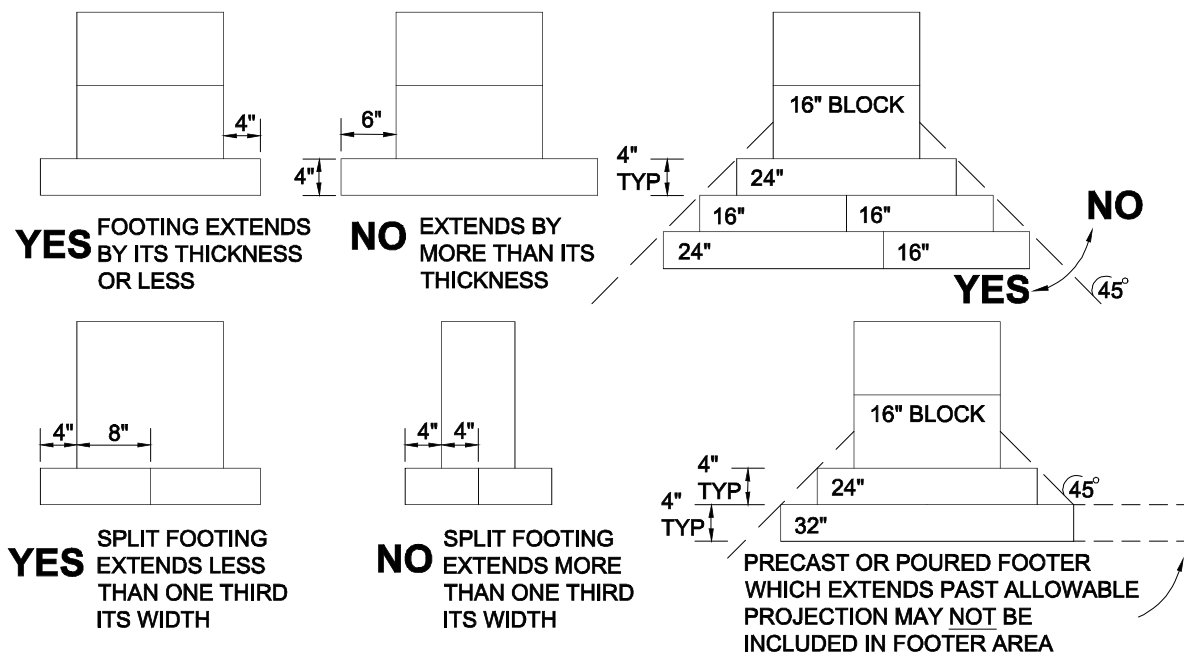 4"
YES
FOOTING EXTENDS
BY ITS THICKNESS
OR LESS
6"
4"
NO
EXTENDS BY
MORE THAN ITS
THICKNESS
16" BLOCK
4"
TYP
24"
16" 16"
24" 16"
NO
YES
45°
4" 8"
YES
SPLIT FOOTING
EXTENDS LESS
THAN ONE THIRD
ITS WIDTH
4" 4"
NO
SPLIT FOOTING
EXTENDS MORE
THAN ONE THIRD
ITS WIDTH
16" BLOCK
4"
TYP
24"
45°
4"
TYP
32"
PRECAST OR POURED FOOTER
WHICH EXTENDS PAST ALLOWABLE
PROJECTION MAY NOT BE
INCLUDED IN FOOTER AREA